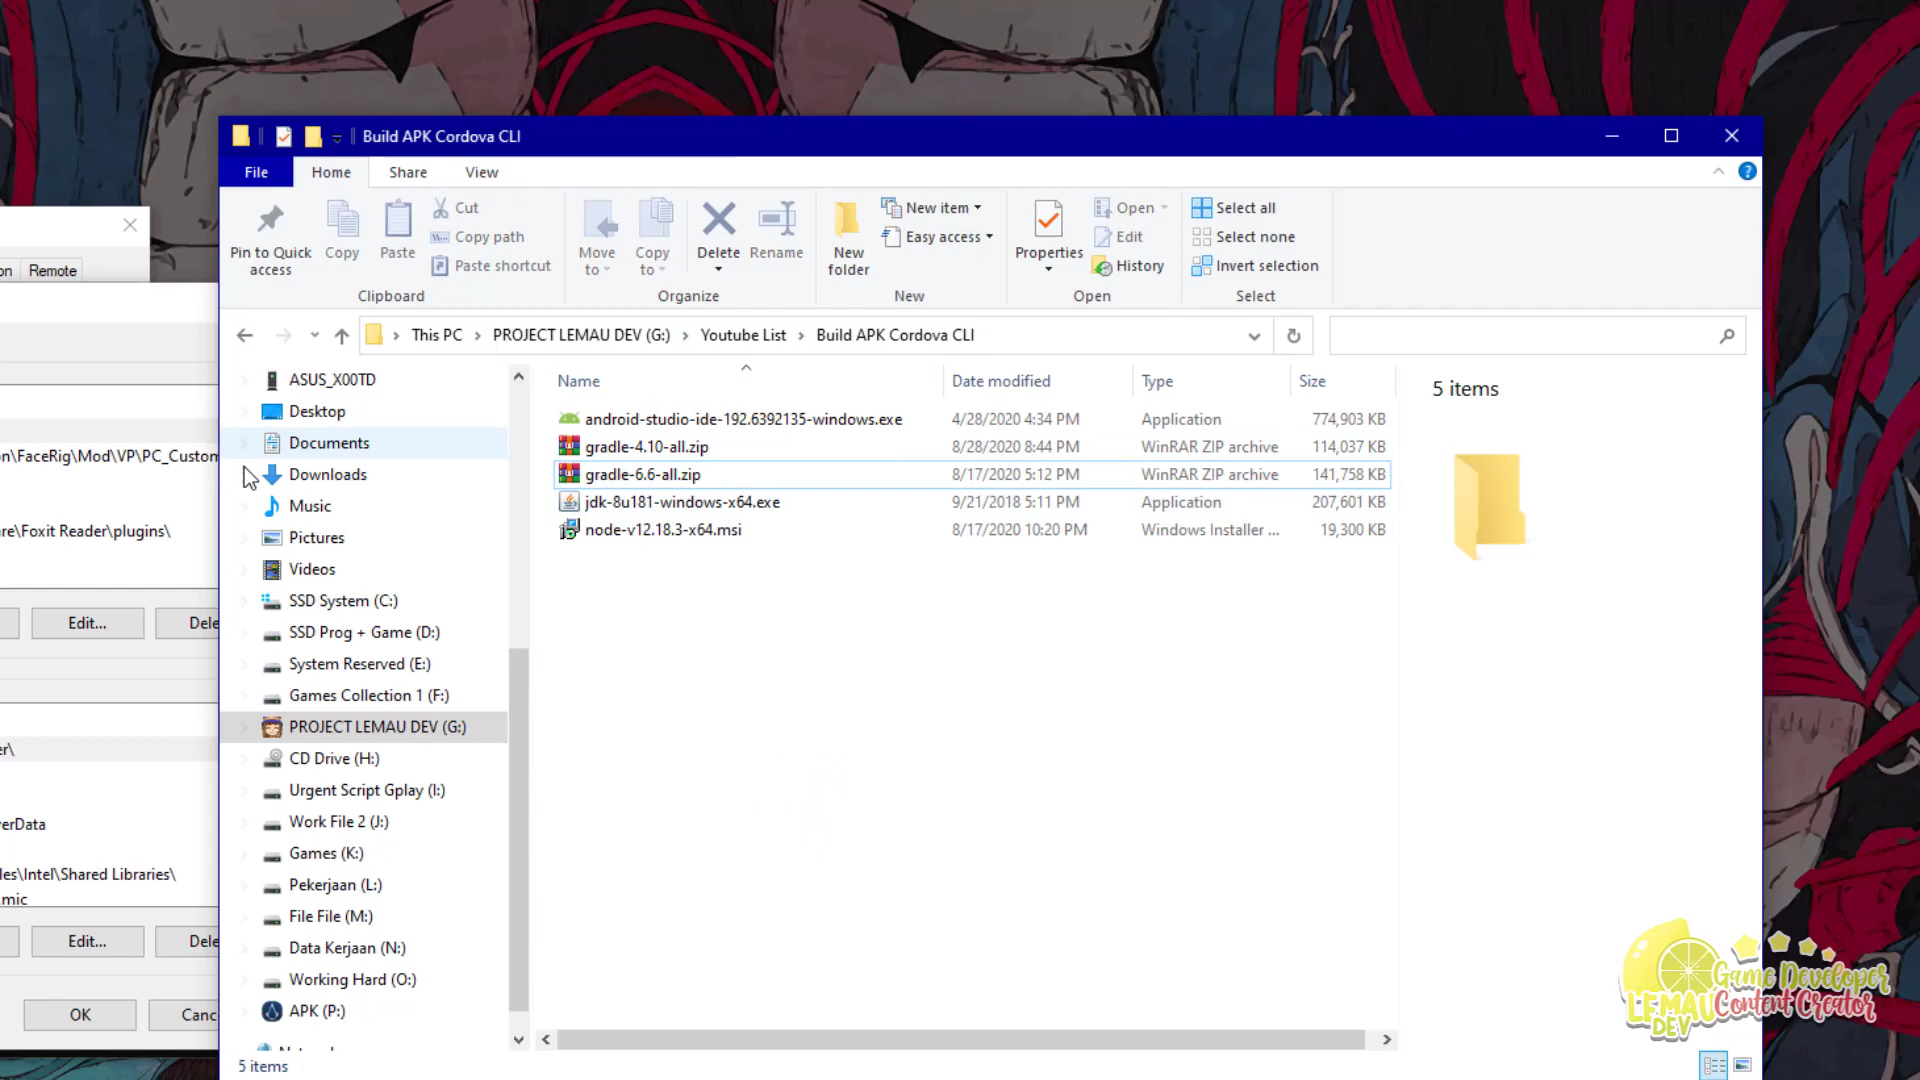 Build APK Cordova CLI
File Home Share View
Pin to Quick access
Copy
Paste
Cut
Copy path
Paste shortcut
Clipboard
Move to
Copy to
Delete
Rename
Organize
New folder
New item
Easy access
New
Properties
Open
Edit
History
Open
Select all
Select none
Invert selection
Select
This PC > PROJECT LEMAU DEV (G:) > Youtube List > Build APK Cordova CLI
Name Date modified Type Size
android-studio-ide-192.6392135-windows.exe 4/28/2020 4:34 PM Application 774,903 KB
gradle-4.10-all.zip 8/28/2020 8:44 PM WinRAR ZIP archive 114,037 KB
gradle-6.6-all.zip 8/17/2020 5:12 PM WinRAR ZIP archive 141,758 KB
jdk-8u181-windows-x64.exe 9/21/2018 5:11 PM Application 207,601 KB
node-v12.18.3-x64.msi 8/17/2020 10:20 PM Windows Installer ... 19,300 KB
5 items
ASUS_X00TD
Desktop
Documents
Downloads
Music
Pictures
Videos
SSD System (C:)
SSD Prog + Game (D:)
System Reserved (E:)
Games Collection 1 (F:)
PROJECT LEMAU DEV (G:)
CD Drive (H:)
Urgent Script Gplay (I:)
Work File 2 (J:)
Games (K:)
Pekerjaan (L:)
File File (M:)
Data Kerjaan (N:)
Working Hard (O:)
APK (P:)
5 items
on Remote
on\FaceRig\Mod\VP\PC_Custom
re\Foxit Reader\plugins\
Edit... Dele
er\
verData
les\Intel\Shared Libraries\
.mic
Edit... Dele
OK Canc
LEMAU DEV
Game Developer
Content Creator